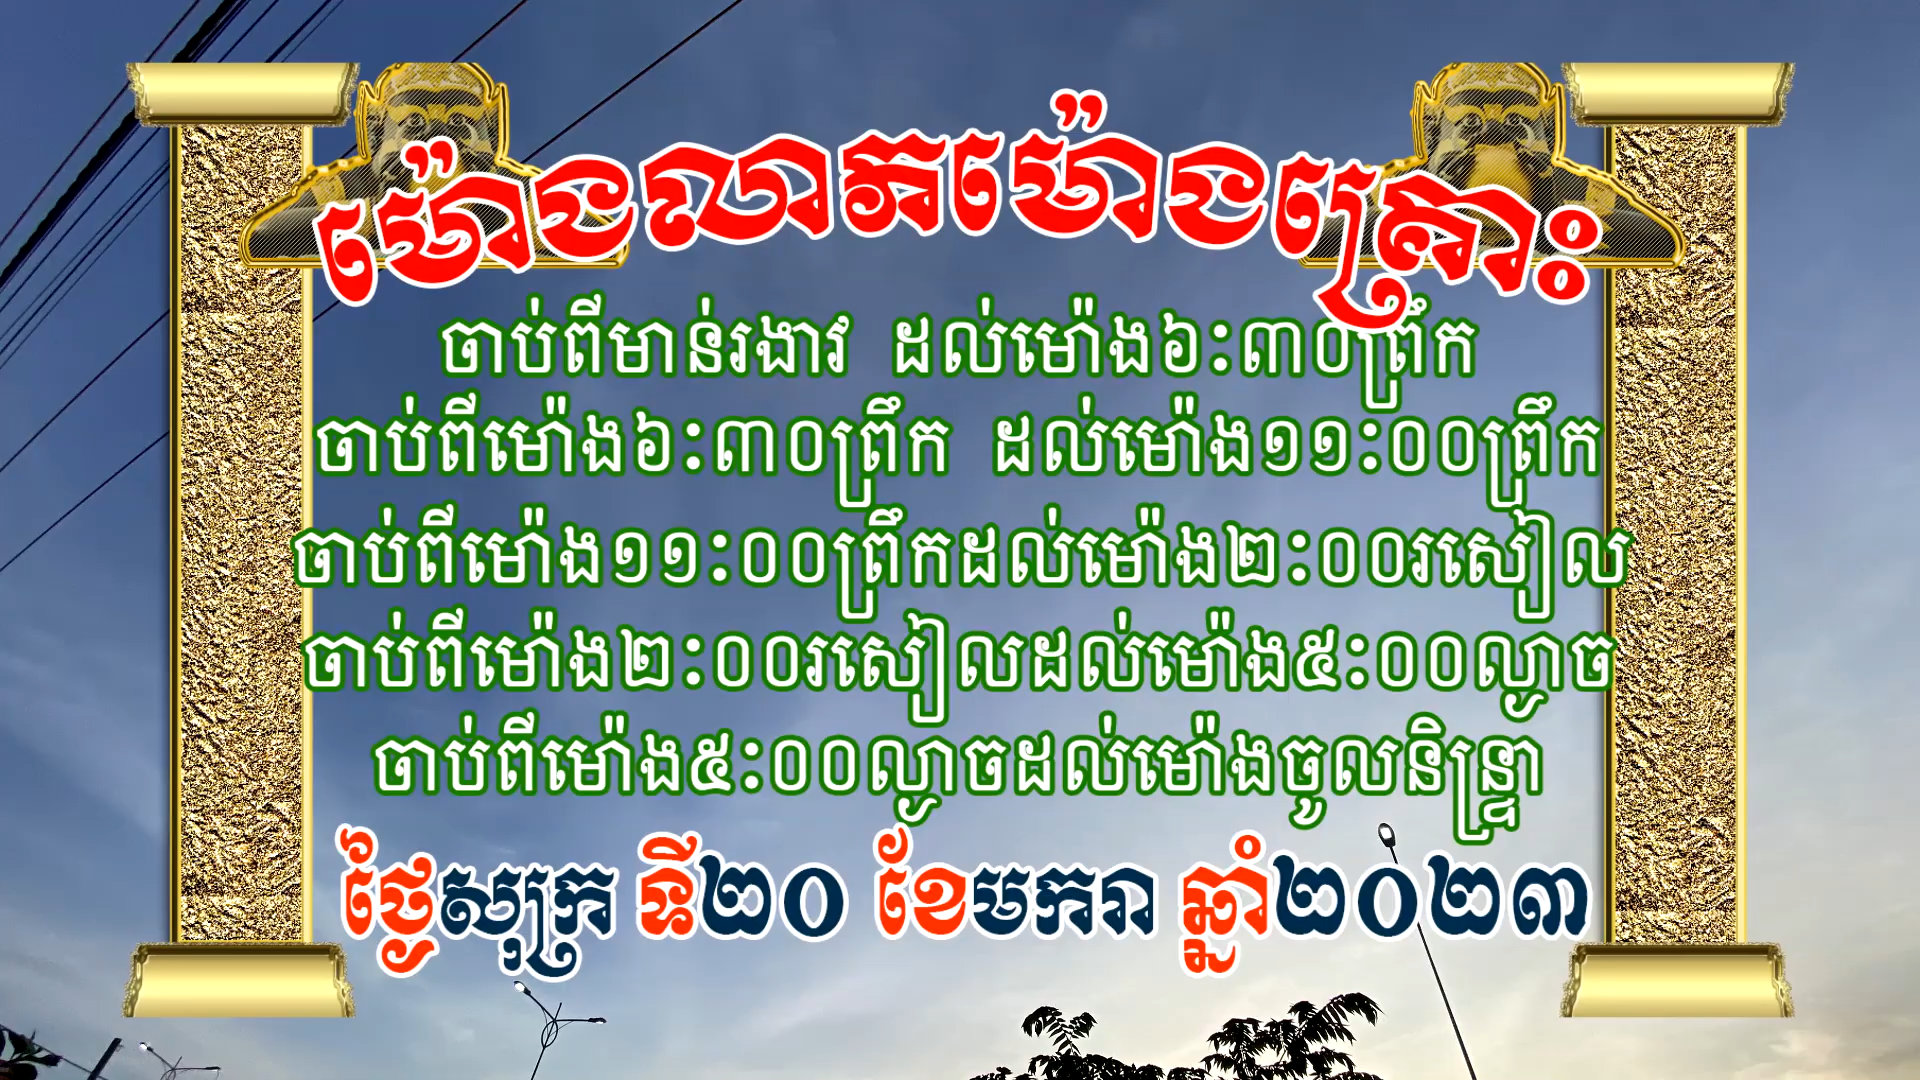 ម៉ោងលាភម៉ោងគ្រោះ
ចាប់ពីមាន់រងាវ ដល់ម៉ោង៦:៣០ព្រឹក
ចាប់ពីម៉ោង៦:៣០ព្រឹក ដល់ម៉ោង១១:០០ព្រឹក
ចាប់ពីម៉ោង១១:០០ព្រឹកដល់ម៉ោង២:០០រសៀល
ចាប់ពីម៉ោង២:០០រសៀលដល់ម៉ោង៥:០០ល្ងាច
ចាប់ពីម៉ោង៥:០០ល្ងាចដល់ម៉ោងចូលនិន្ទ្រា
ថ្ងៃសុក្រ ទី២០ ខែមករា ឆ្នាំ២០២៣